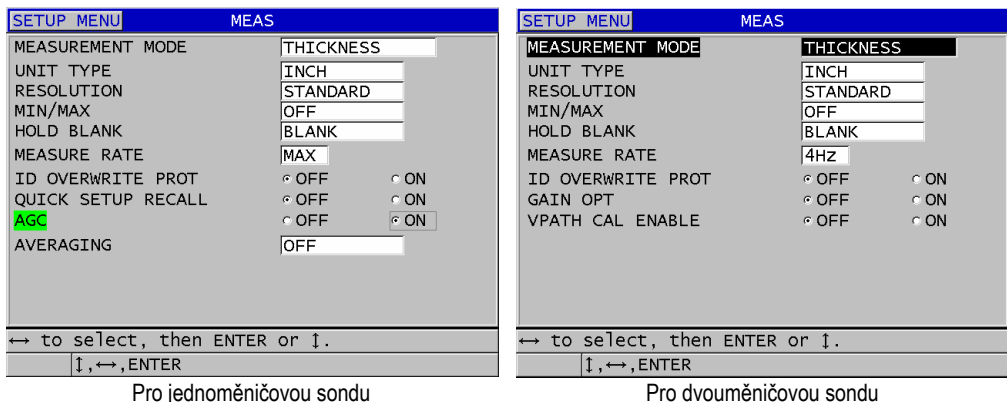 SETUP MENU MEAS
MEASUREMENT MODE THICKNESS
UNIT TYPE INCH
RESOLUTION STANDARD
MIN/MAX OFF
HOLD BLANK BLANK
MEASURE RATE MAX
ID OVERWRITE PROT OFF ON
QUICK SETUP RECALL OFF ON
AGC OFF ON
AVERAGING OFF
↔ to select, then ENTER or ↕.
↕,↔,ENTER
Pro jednoměničovou sondu
SETUP MENU MEAS
MEASUREMENT MODE THICKNESS
UNIT TYPE INCH
RESOLUTION STANDARD
MIN/MAX OFF
HOLD BLANK BLANK
MEASURE RATE 4Hz
ID OVERWRITE PROT OFF ON
GAIN OPT OFF ON
VPATH CAL ENABLE OFF ON
↔ to select, then ENTER or ↕.
↕,↔,ENTER
Pro dvouměničovou sondu